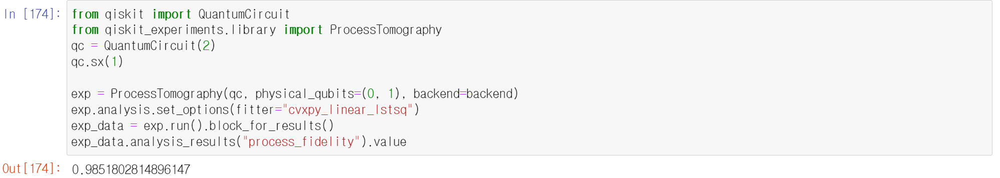 In [174]: from qiskit import QuantumCircuit
from qiskit_experiments.library import ProcessTomography
qc = QuantumCircuit(2)
qc.sx(1)
exp = ProcessTomography(qc, physical_qubits=(0, 1), backend=backend)
exp.analysis.set_options(fitter="cvxpy_linear_lstsq")
exp_data = exp.run().block_for_results()
exp_data.analysis_results("process_fidelity").value
Out[174]: 0.9851802814896147